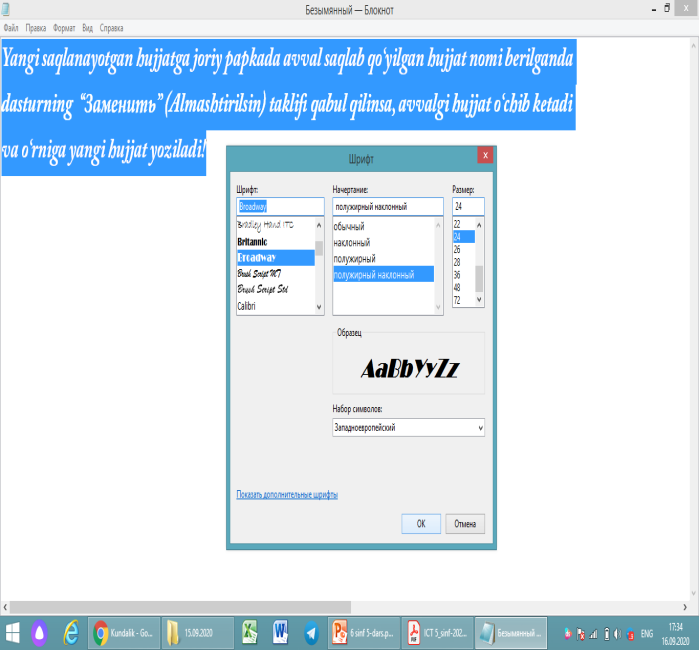 Безымянный — Блокнот
Файл Правка Формат Вид Справка
Yangi saqlanayotgan hujjatga joriy papkada avval saqlab qo‘yilgan hujjat nomi berilganda
dasturning “Заменить” (Almashtirilsin) taklifi qabul qilinsa, avvalgi hujjat o‘chib ketadi
va o‘rniga yangi hujjat yoziladi!
Шрифт
Шрифт: Начертание: Размер:
Broadway полужирный наклонный 24
Bradley Hand ITC обычный 22
Britannic наклонный 24
Broadway полужирный 26
Brush Script MT полужирный наклонный 28
Brush Script Std 36
Calibri 48
72
Образец
AaBbYyZz
Набор символов:
Западноевропейский
Показать дополнительные шрифты
ОК Отмена
Kundalik - Go... 15.09.2020 6 sinf 5-dars.p... ICT 5_sinf-202... Безымянный ... ENG 17:34
16.09.2020